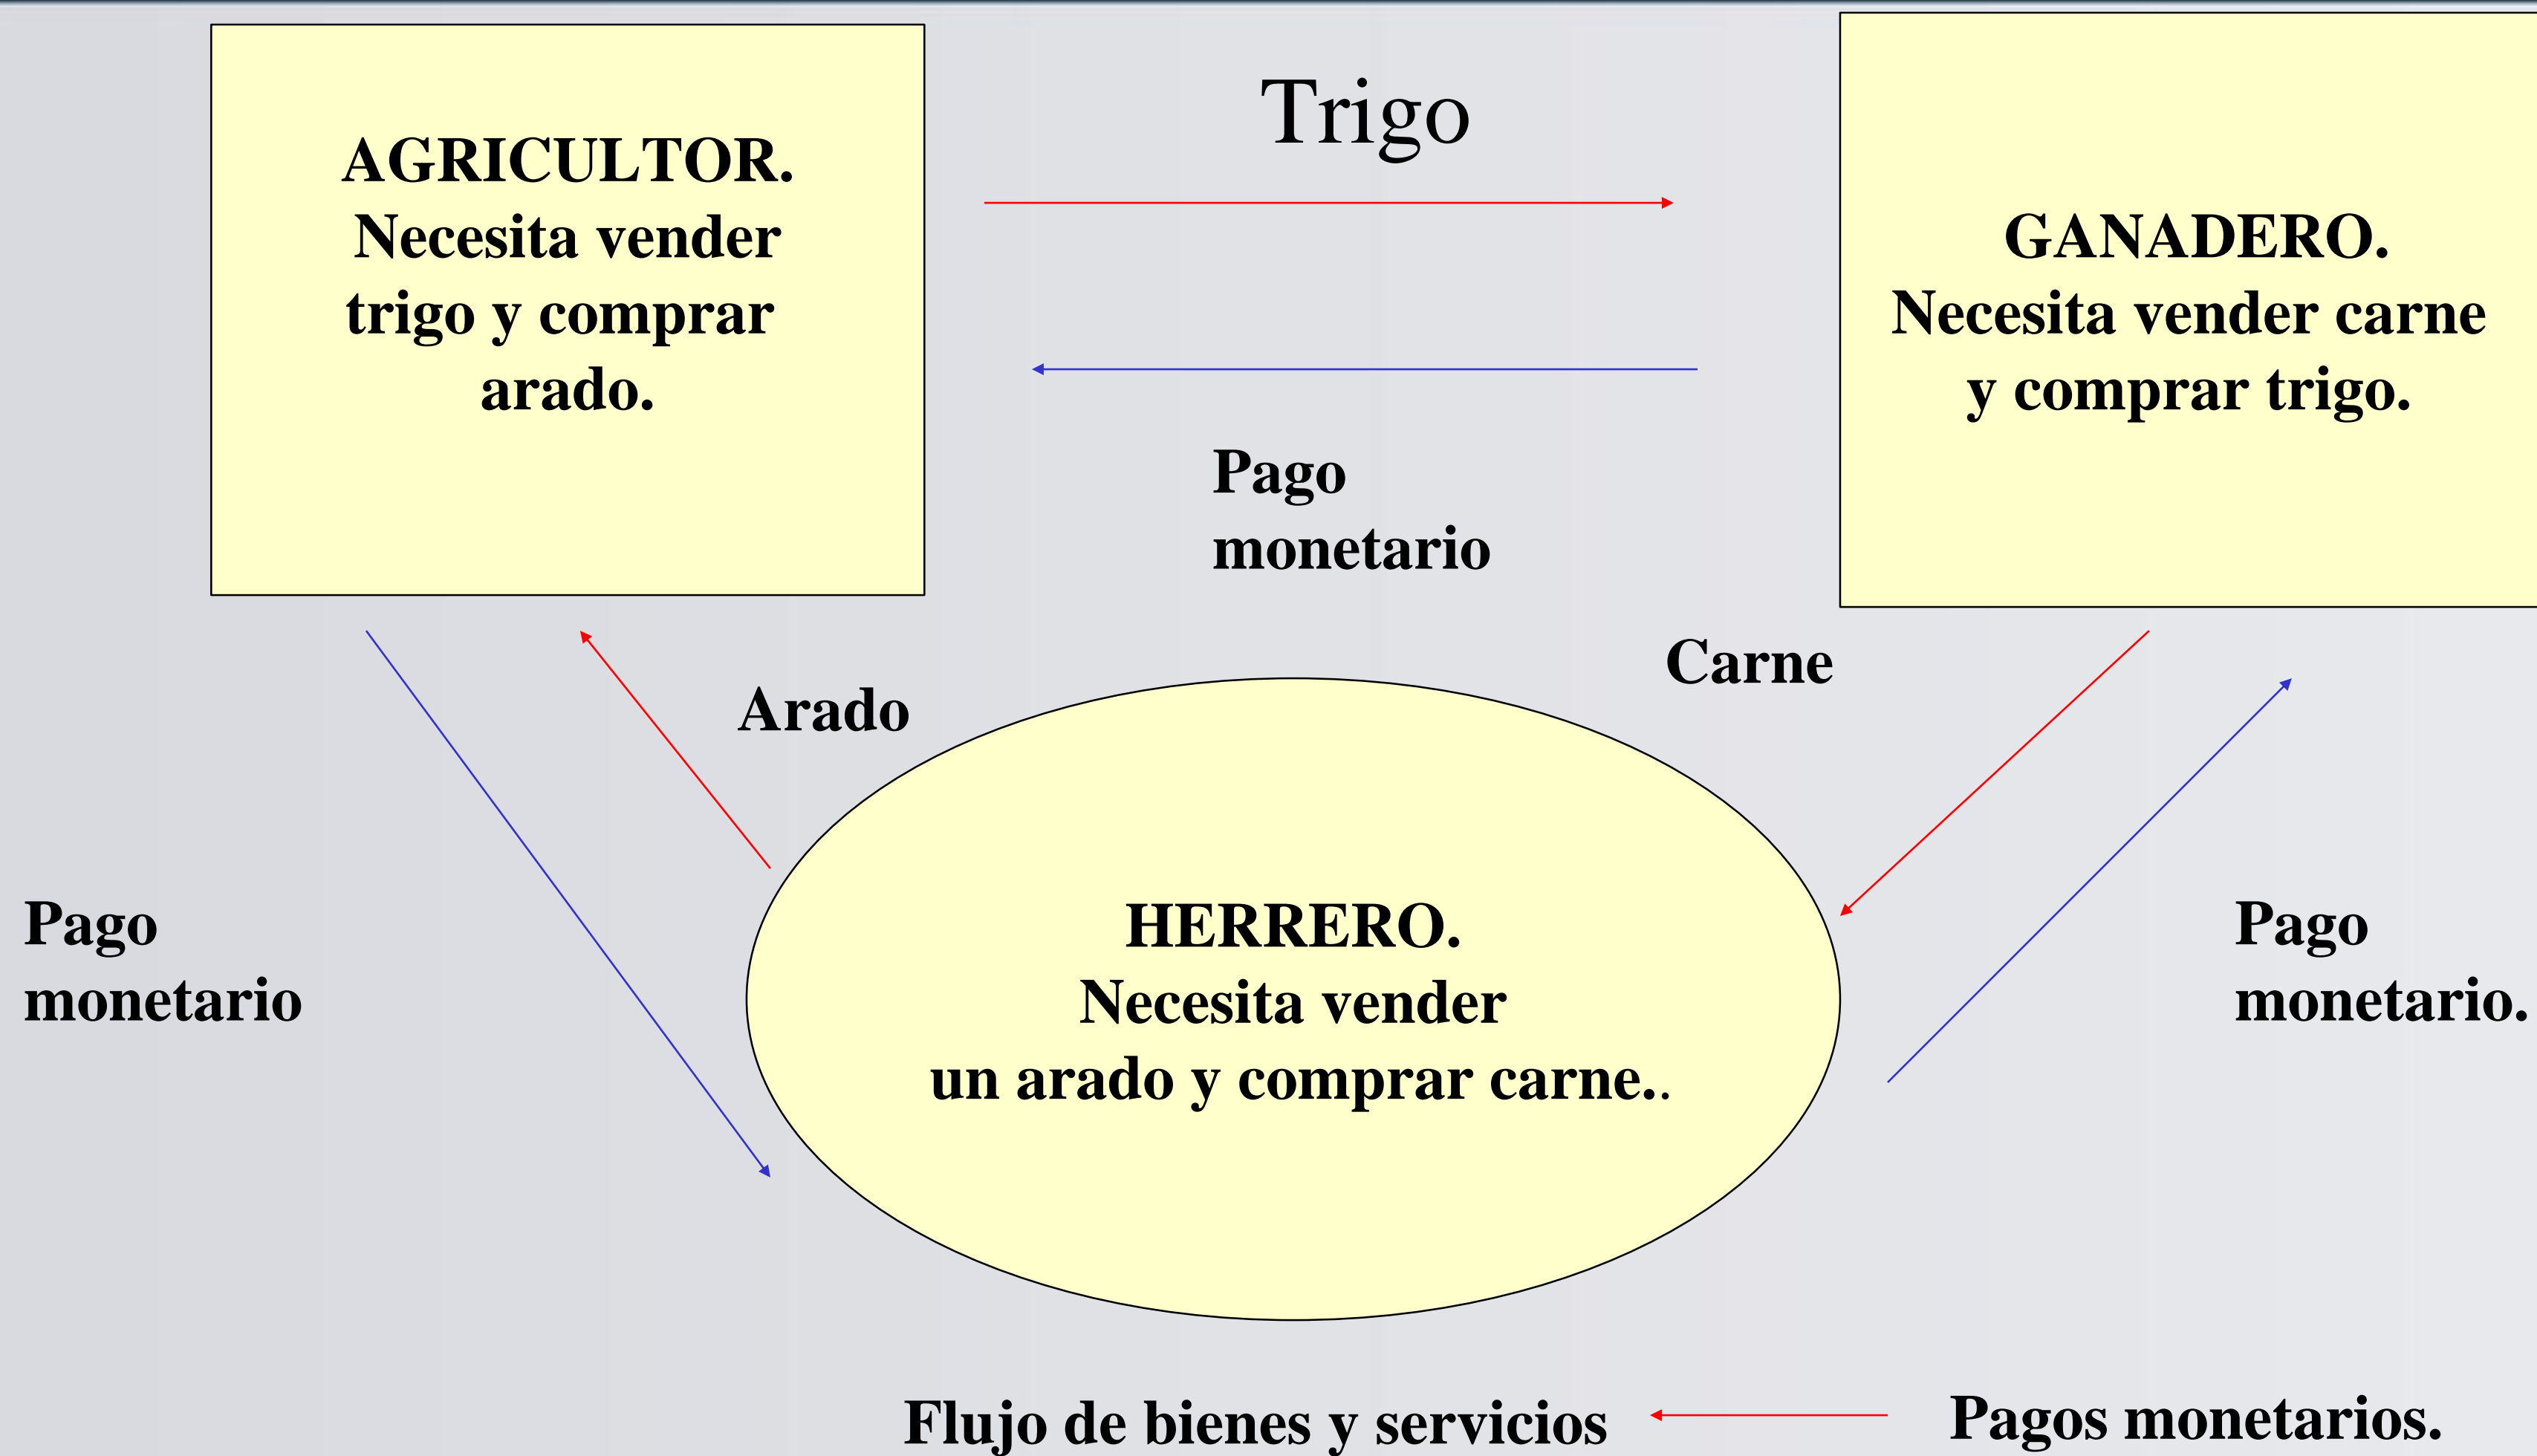 AGRICULTOR.
Necesita vender
trigo y comprar
arado.
Trigo
GANADERO.
Necesita vender carne
y comprar trigo.
Pago
monetario
Carne
Arado
Pago
monetario
HERRERO.
Necesita vender
un arado y comprar carne..
Pago
monetario.
Flujo de bienes y servicios
Pagos monetarios.